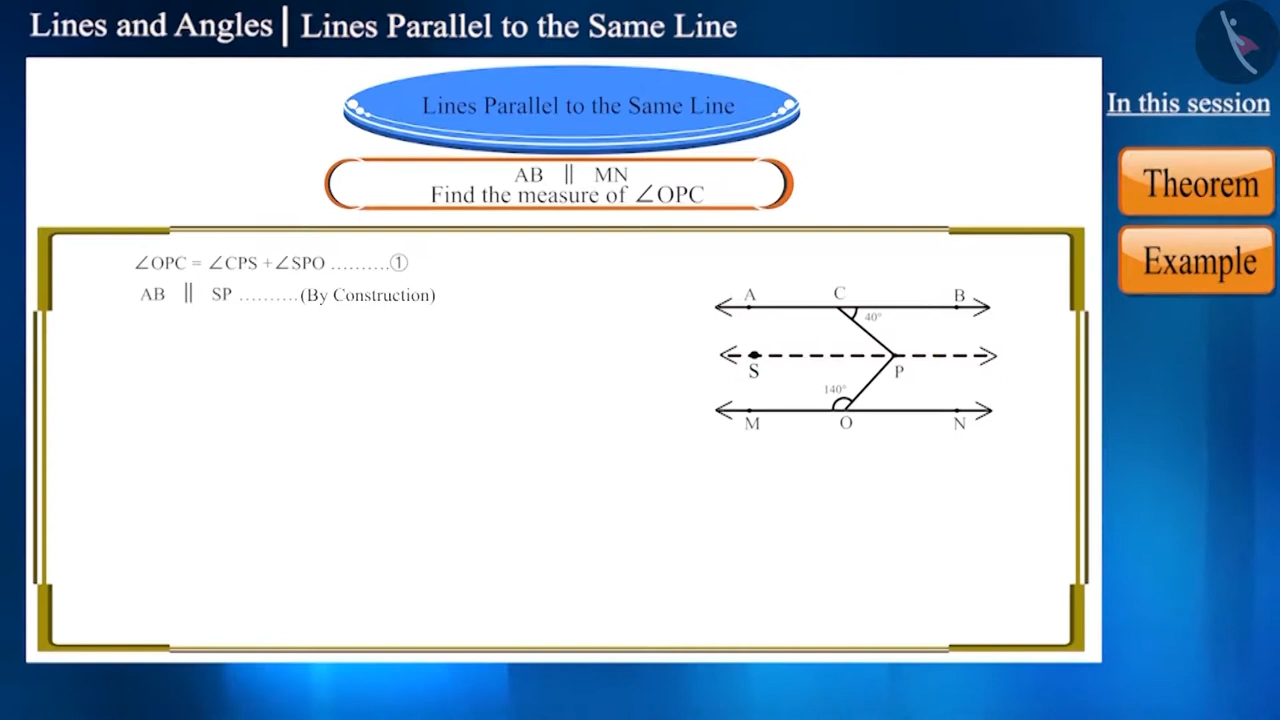 Lines and Angles | Lines Parallel to the Same Line
Lines Parallel to the Same Line
In this session
AB || MN
Find the measure of ∠OPC
Theorem
Example
∠OPC = ∠CPS +∠SPO ..........①
AB || SP ..........(By Construction)
A C B
40°
S P
140°
M O N